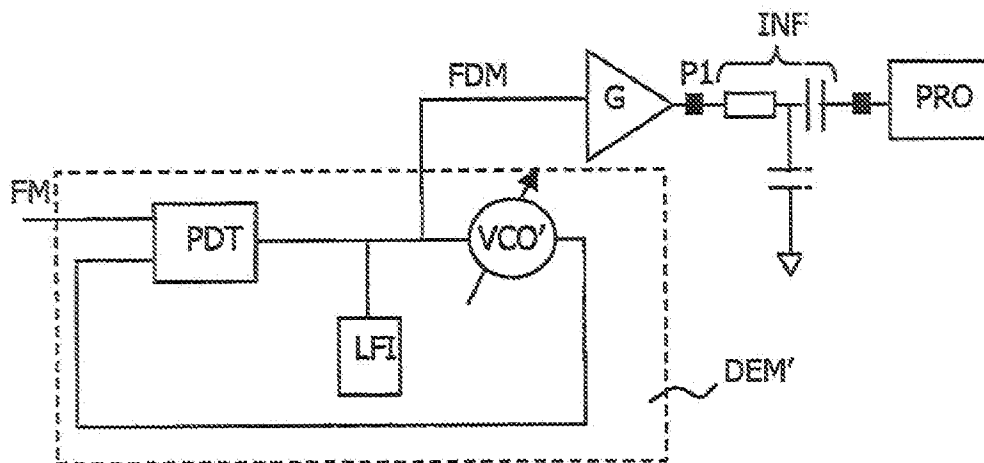 INF
FDM
P1
G
PRO
FM
PDT
VCO'
LFI
DEM'